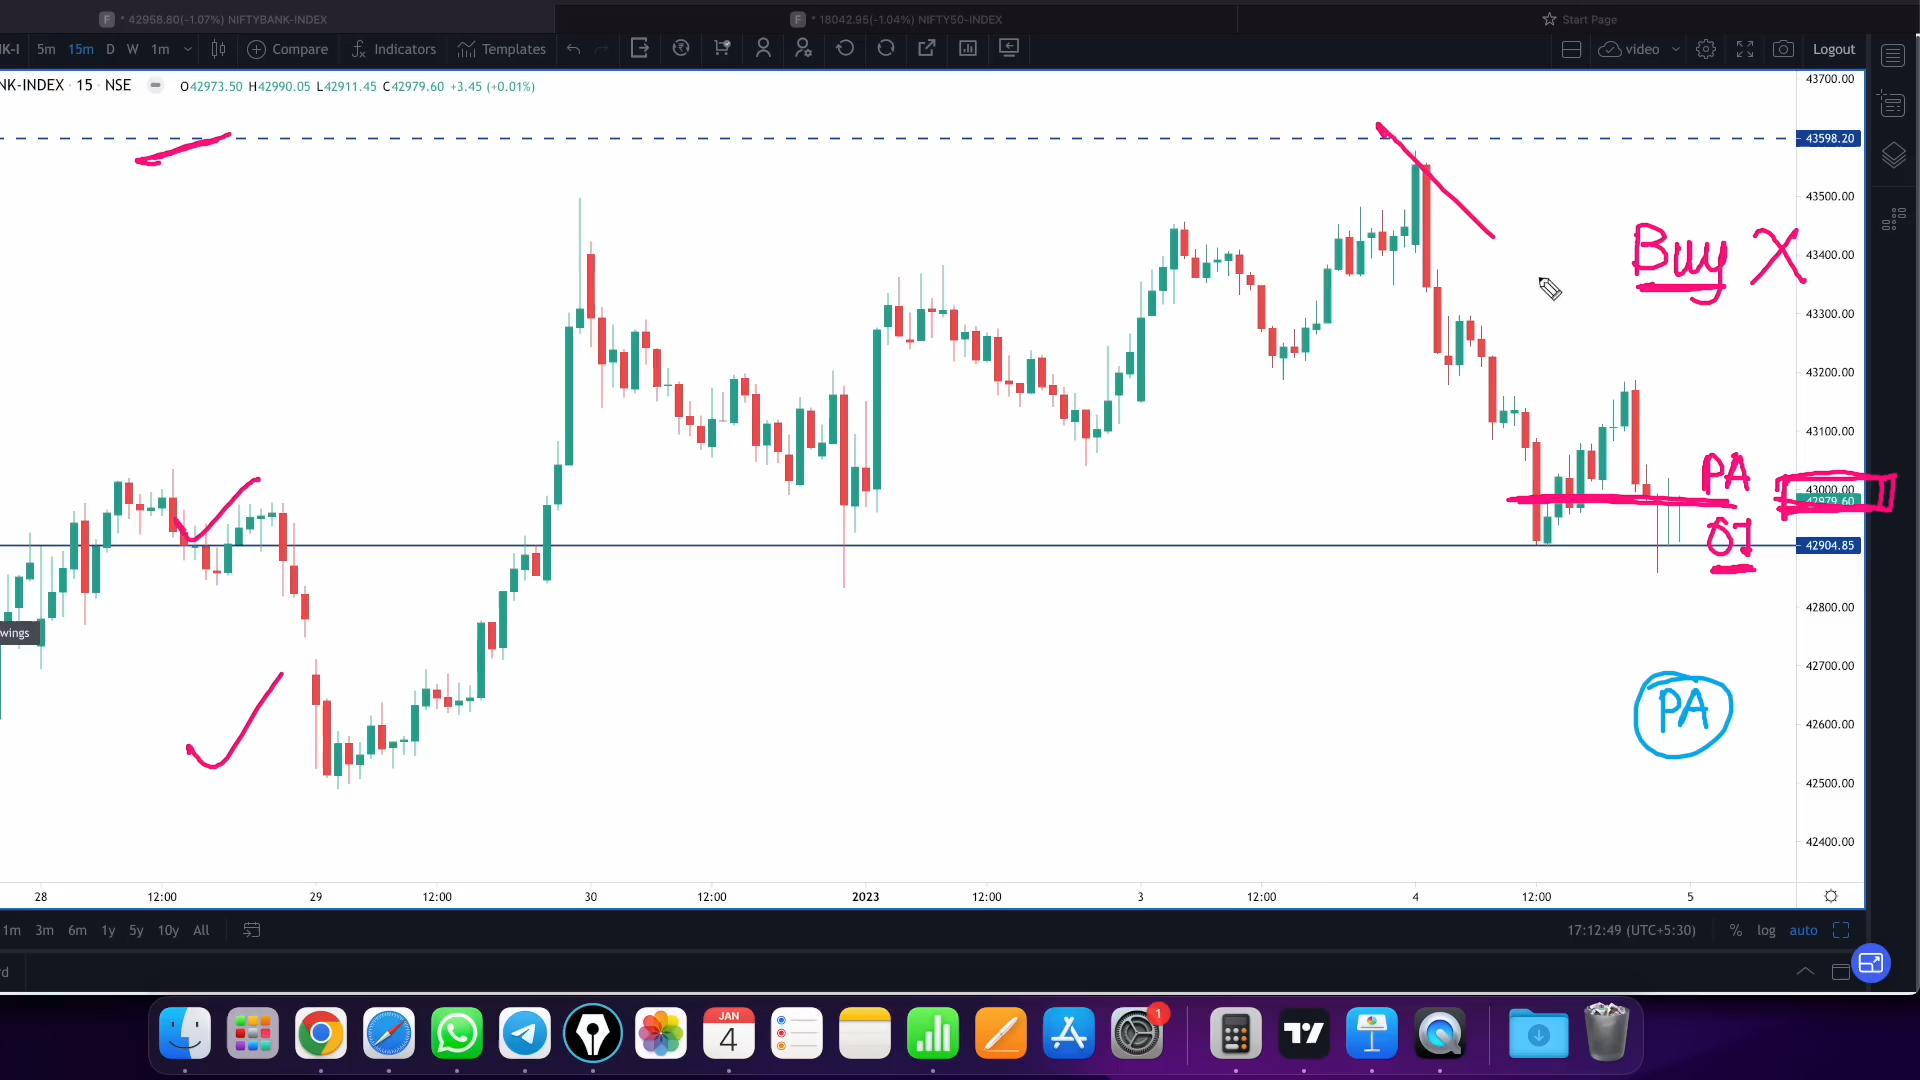 * 42958.80(-1.07%) NIFTYBANK-INDEX
* 18042.95(-1.04%) NIFTY50-INDEX
Start Page
K-I 5m 15m D W 1m Compare Indicators Templates video Logout
NK-INDEX · 15 · NSE O42973.50 H42990.05 L42911.45 C42979.60 +3.45 (+0.01%)
43700.00
43598.20
43500.00
Buy X
43400.00
43300.00
43200.00
43100.00
PA
43000.00
42979.60
OI
42904.85
42800.00
wings
42700.00
PA
42600.00
42500.00
42400.00
28 12:00 29 12:00 30 12:00 2023 12:00 3 12:00 4 12:00 5
1m 3m 6m 1y 5y 10y All 17:12:49 (UTC+5:30) % log auto
rd
JAN
4
1